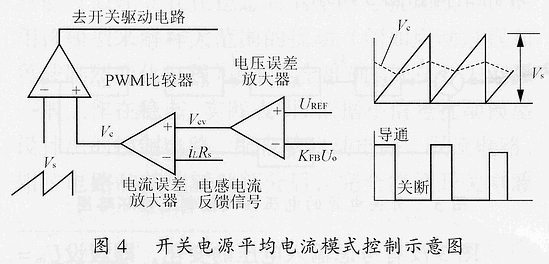 去开关驱动电路
− +
PWM比较器
电压误差
放大器
Vc
Vs
Vcv
UREF
KFBUo
+
−
+
−
iLRs
Vs
电流误差
放大器
电感电流
反馈信号
Vc
导通
关断
图 4 开关电源平均电流模式控制示意图